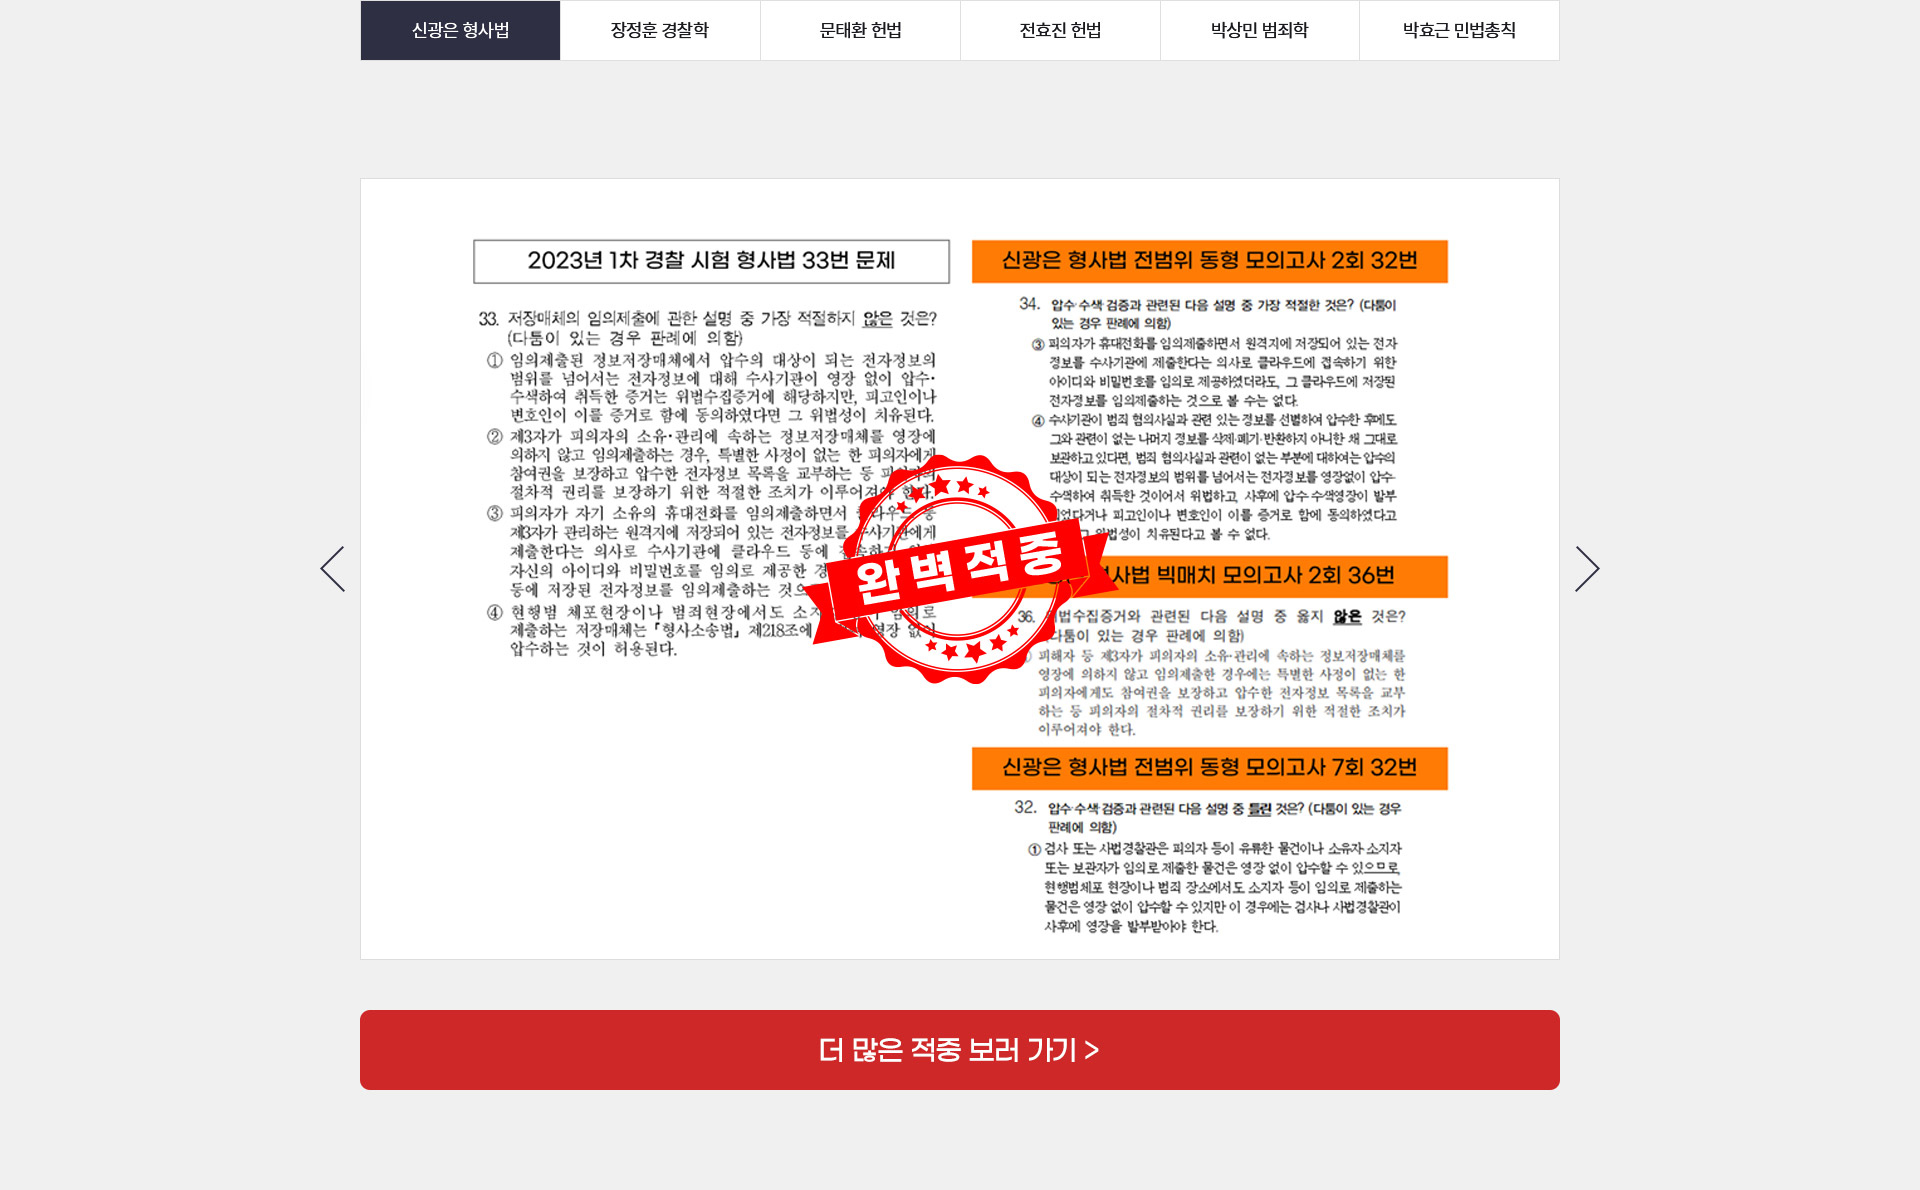 신광은 형사법
장정훈 경찰학
문태환 헌법
전효진 헌법
박상민 범죄학
박효근 민법총칙
2023년 1차 경찰 시험 형사법 33번 문제
33. 저장매체의 임의제출에 관한 설명 중 가장 적절하지 않은 것은?
(다툼이 있는 경우 판례에 의함)
① 임의제출된 정보저장매체에서 압수의 대상이 되는 전자정보의
범위를 넘어서는 전자정보에 대해 수사기관이 영장 없이 압수·
수색하여 취득한 증거는 위법수집증거에 해당하지만, 피고인이나
변호인이 이를 증거로 함에 동의하였다면 그 위법성이 치유된다.
② 제3자가 피의자의 소유·관리에 속하는 정보저장매체를 영장에
의하지 않고 임의제출하는 경우, 특별한 사정이 없는 한 피의자에게
참여권을 보장하고 압수한 전자정보 목록을 교부하는 등 피의자의
절차적 권리를 보장하기 위한 적절한 조치가 이루어져야 한다.
③ 피의자가 자기 소유의 휴대전화를 임의제출하면서 클라우드 등
제3자가 관리하는 원격지에 저장되어 있는 전자정보를 수사기관에게
제출한다는 의사로 수사기관에 클라우드 등에 접속하기
자신의 아이디와 비밀번호를 임의로 제공한
등에 저장된 전자정보를 임의제출하는
④ 현행범 체포현장이나 범죄현장에서도 임의로
제출하는 저장매체는 「형사소송법」 제218조에 영장 없이
압수하는 것이 허용된다.
신광은 형사법 전범위 동형 모의고사 2회 32번
34. 압수·수색·검증과 관련된 다음 설명 중 가장 적절한 것은? (다툼이
있는 경우 판례에 의함)
③ 피의자가 휴대전화를 임의제출하면서 원격지에 저장되어 있는 전자
정보를 수사기관에 제출한다는 의사로 클라우드에 접속하기 위한
아이디와 비밀번호를 임의로 제공하였더라도, 그 클라우드에 저장된
전자정보를 임의제출하는 것으로 볼 수는 없다.
④ 수사기관이 범죄 혐의사실과 관련 있는 정보를 선별하여 압수한 후에도
그와 관련이 없는 나머지 정보를 삭제·폐기·반환하지 아니한 채 그대로
보관하고 있다면, 범죄 혐의사실과 관련이 없는 부분에 대하여는 압수의
대상이 되는 전자정보의 범위를 넘어서는 전자정보를 영장없이 압수·
수색하여 취득한 것이어서 위법하고, 사후에 압수·수색영장이 발부
되었다거나 피고인이나 변호인이 이를 증거로 함에 동의하였다고
그 위법성이 치유된다고 볼 수 없다.
형사법 빅매치 모의고사 2회 36번
36. 위법수집증거와 관련된 다음 설명 중 옳지 않은 것은?
(다툼이 있는 경우 판례에 의함)
피해자 등 제3자가 피의자의 소유·관리에 속하는 정보저장매체를
영장에 의하지 않고 임의제출한 경우에는 특별한 사정이 없는 한
피의자에게도 참여권을 보장하고 압수한 전자정보 목록을 교부
하는 등 피의자의 절차적 권리를 보장하기 위한 적절한 조치가
이루어져야 한다.
신광은 형사법 전범위 동형 모의고사 7회 32번
32. 압수·수색·검증과 관련된 다음 설명 중 틀린 것은? (다툼이 있는 경우
판례에 의함)
① 검사 또는 사법경찰관은 피의자 등이 유류한 물건이나 소유자·소지자
또는 보관자가 임의로 제출한 물건은 영장 없이 압수할 수 있으므로,
현행범체포 현장이나 범죄 장소에서도 소지자 등이 임의로 제출하는
물건은 영장 없이 압수할 수 있지만 이 경우에는 검사나 사법경찰관이
사후에 영장을 발부받아야 한다.
완벽적중
더 많은 적중 보러 가기 >